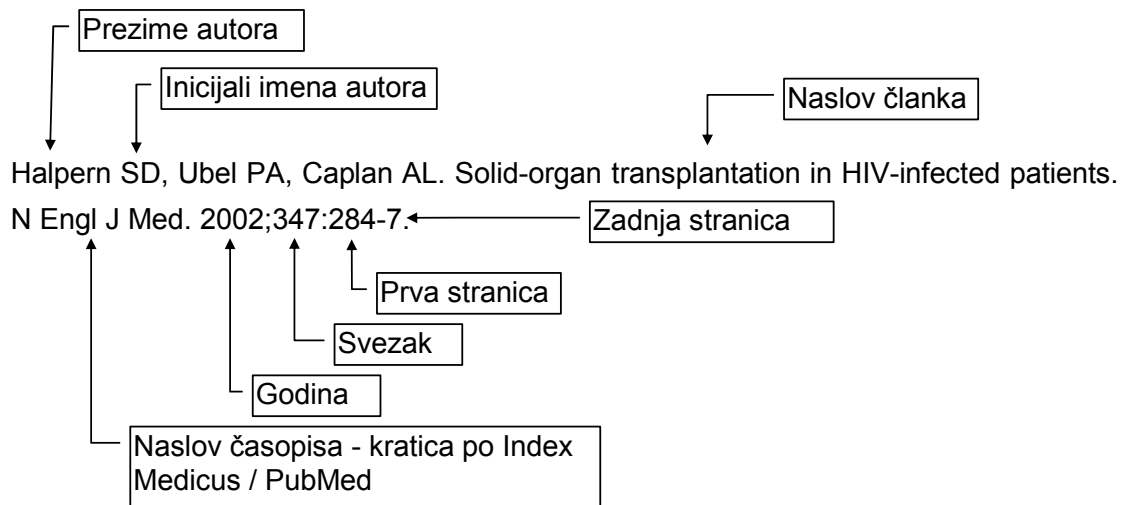 Prezime autora
Inicijali imena autora
Naslov članka
Halpern SD, Ubel PA, Caplan AL. Solid-organ transplantation in HIV-infected patients.
N Engl J Med. 2002;347:284-7.
Zadnja stranica
Prva stranica
Svezak
Godina
Naslov časopisa - kratica po Index
Medicus / PubMed